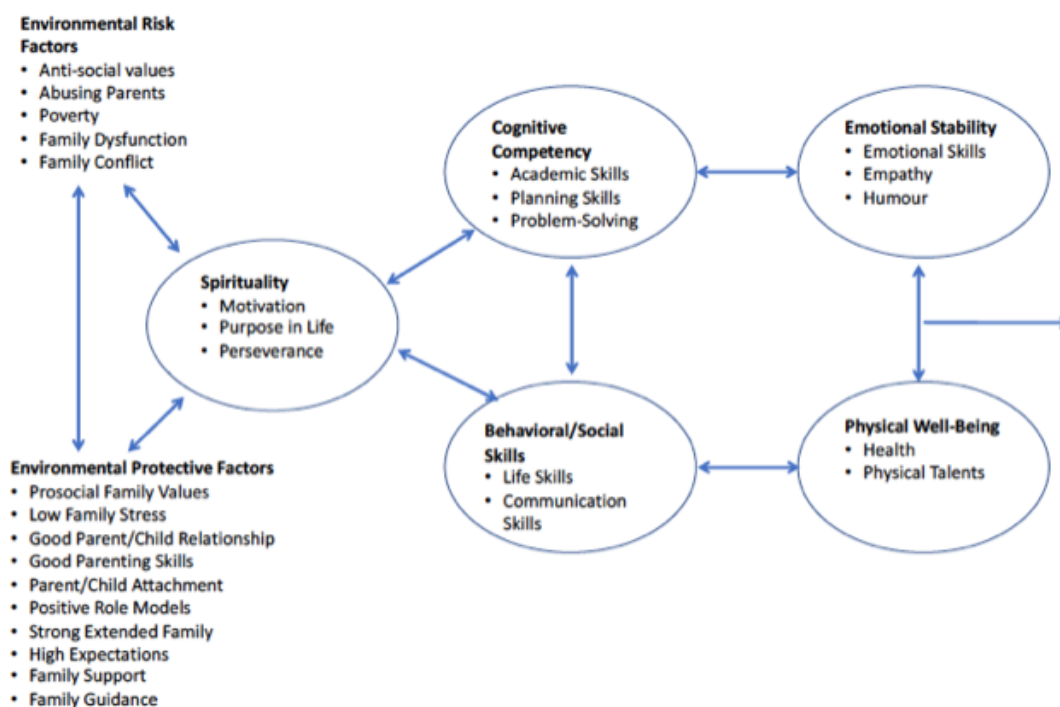 Environmental Risk
Factors
• Anti-social values
• Abusing Parents
• Poverty
• Family Dysfunction
• Family Conflict
Cognitive
Competency
• Academic Skills
• Planning Skills
• Problem-Solving
Emotional Stability
• Emotional Skills
• Empathy
• Humour
Spirituality
• Motivation
• Purpose in Life
• Perseverance
Behavioral/Social
Skills
• Life Skills
• Communication
Skills
Physical Well-Being
• Health
• Physical Talents
Environmental Protective Factors
• Prosocial Family Values
• Low Family Stress
• Good Parent/Child Relationship
• Good Parenting Skills
• Parent/Child Attachment
• Positive Role Models
• Strong Extended Family
• High Expectations
• Family Support
• Family Guidance